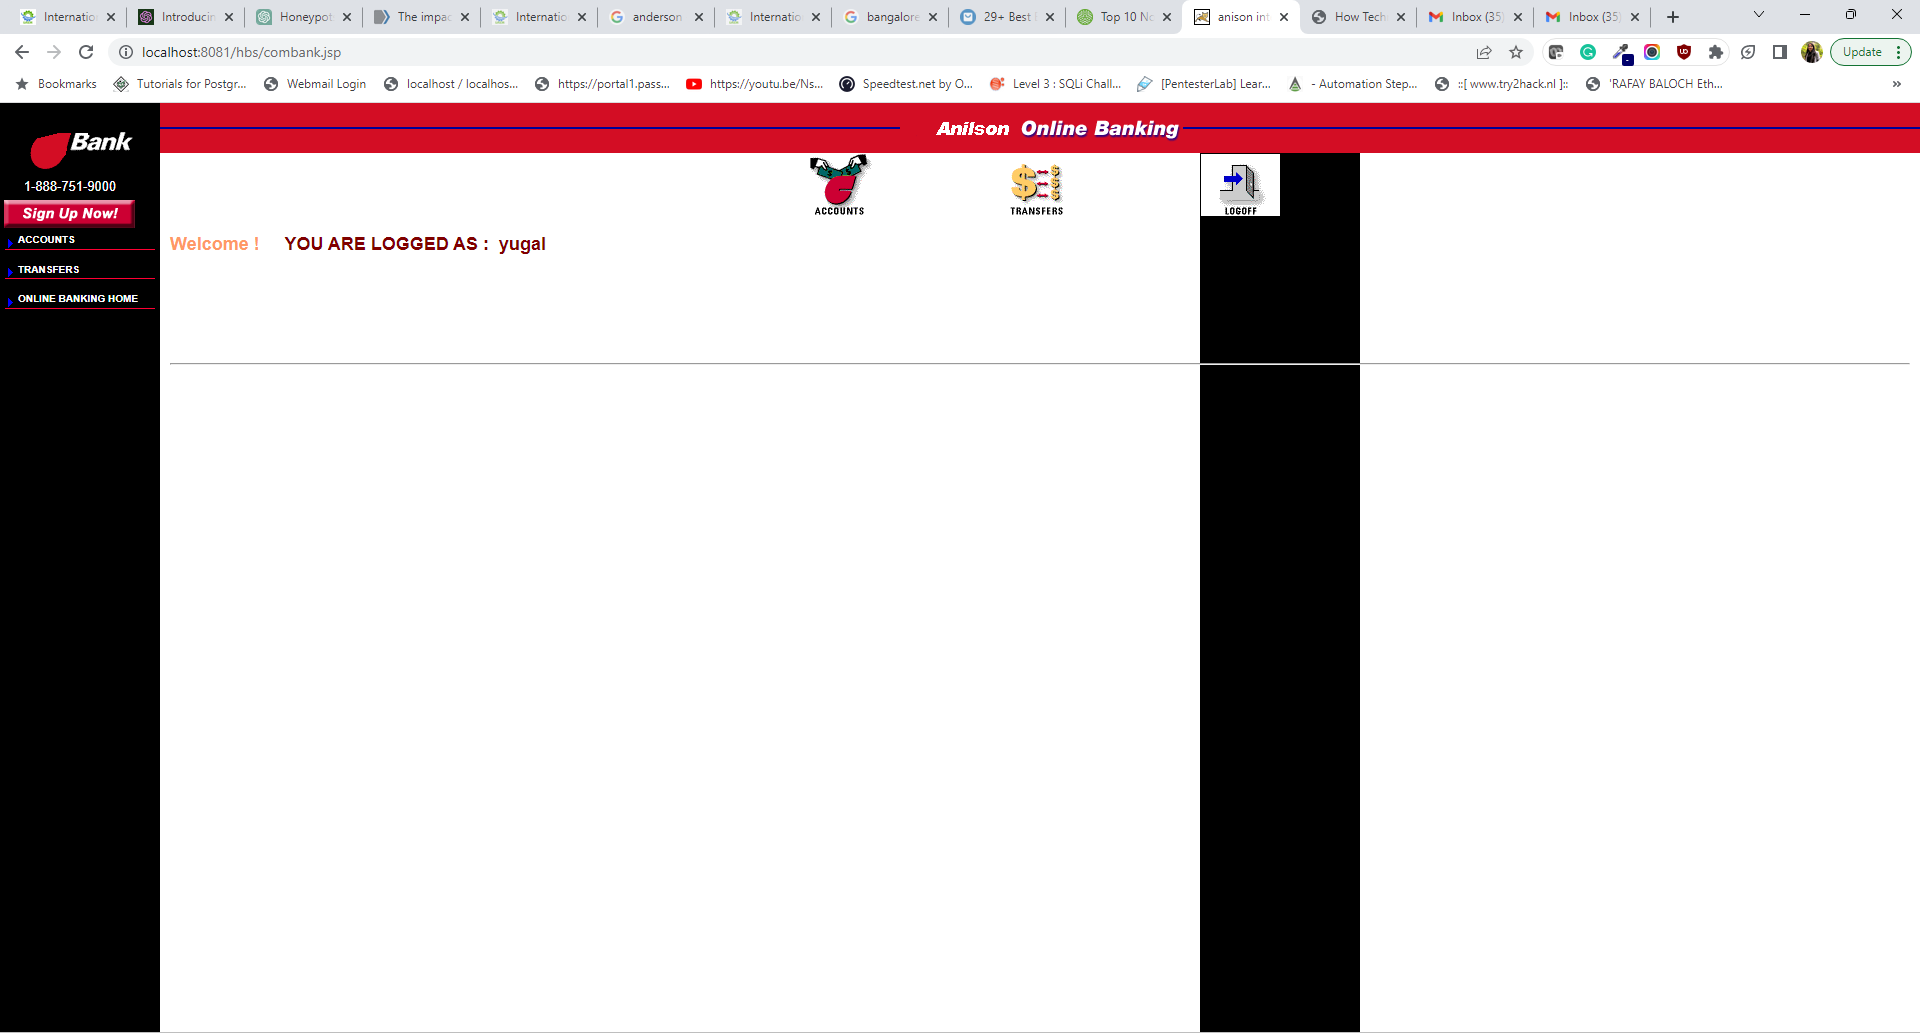 Internatio
Introducin
Honeypot
The impac
Internatio
anderson
Internatio
bangalore
29+ Best
Top 10 No
anison int
How Tech
Inbox (35)
Inbox (35)
localhost:8081/hbs/combank.jsp
Update
Bookmarks
Tutorials for Postgr...
Webmail Login
localhost / localhos...
https://portal1.pass...
https://youtu.be/Ns...
Speedtest.net by O...
Level 3 : SQLi Chall...
[PentesterLab] Lear...
- Automation Step...
::[ www.try2hack.nl ]::
'RAFAY BALOCH Eth...
»
Bank
1-888-751-9000
Sign Up Now!
ACCOUNTS
TRANSFERS
ONLINE BANKING HOME
Anilson Online Banking
ACCOUNTS
TRANSFERS
LOGOFF
Welcome ! YOU ARE LOGGED AS : yugal